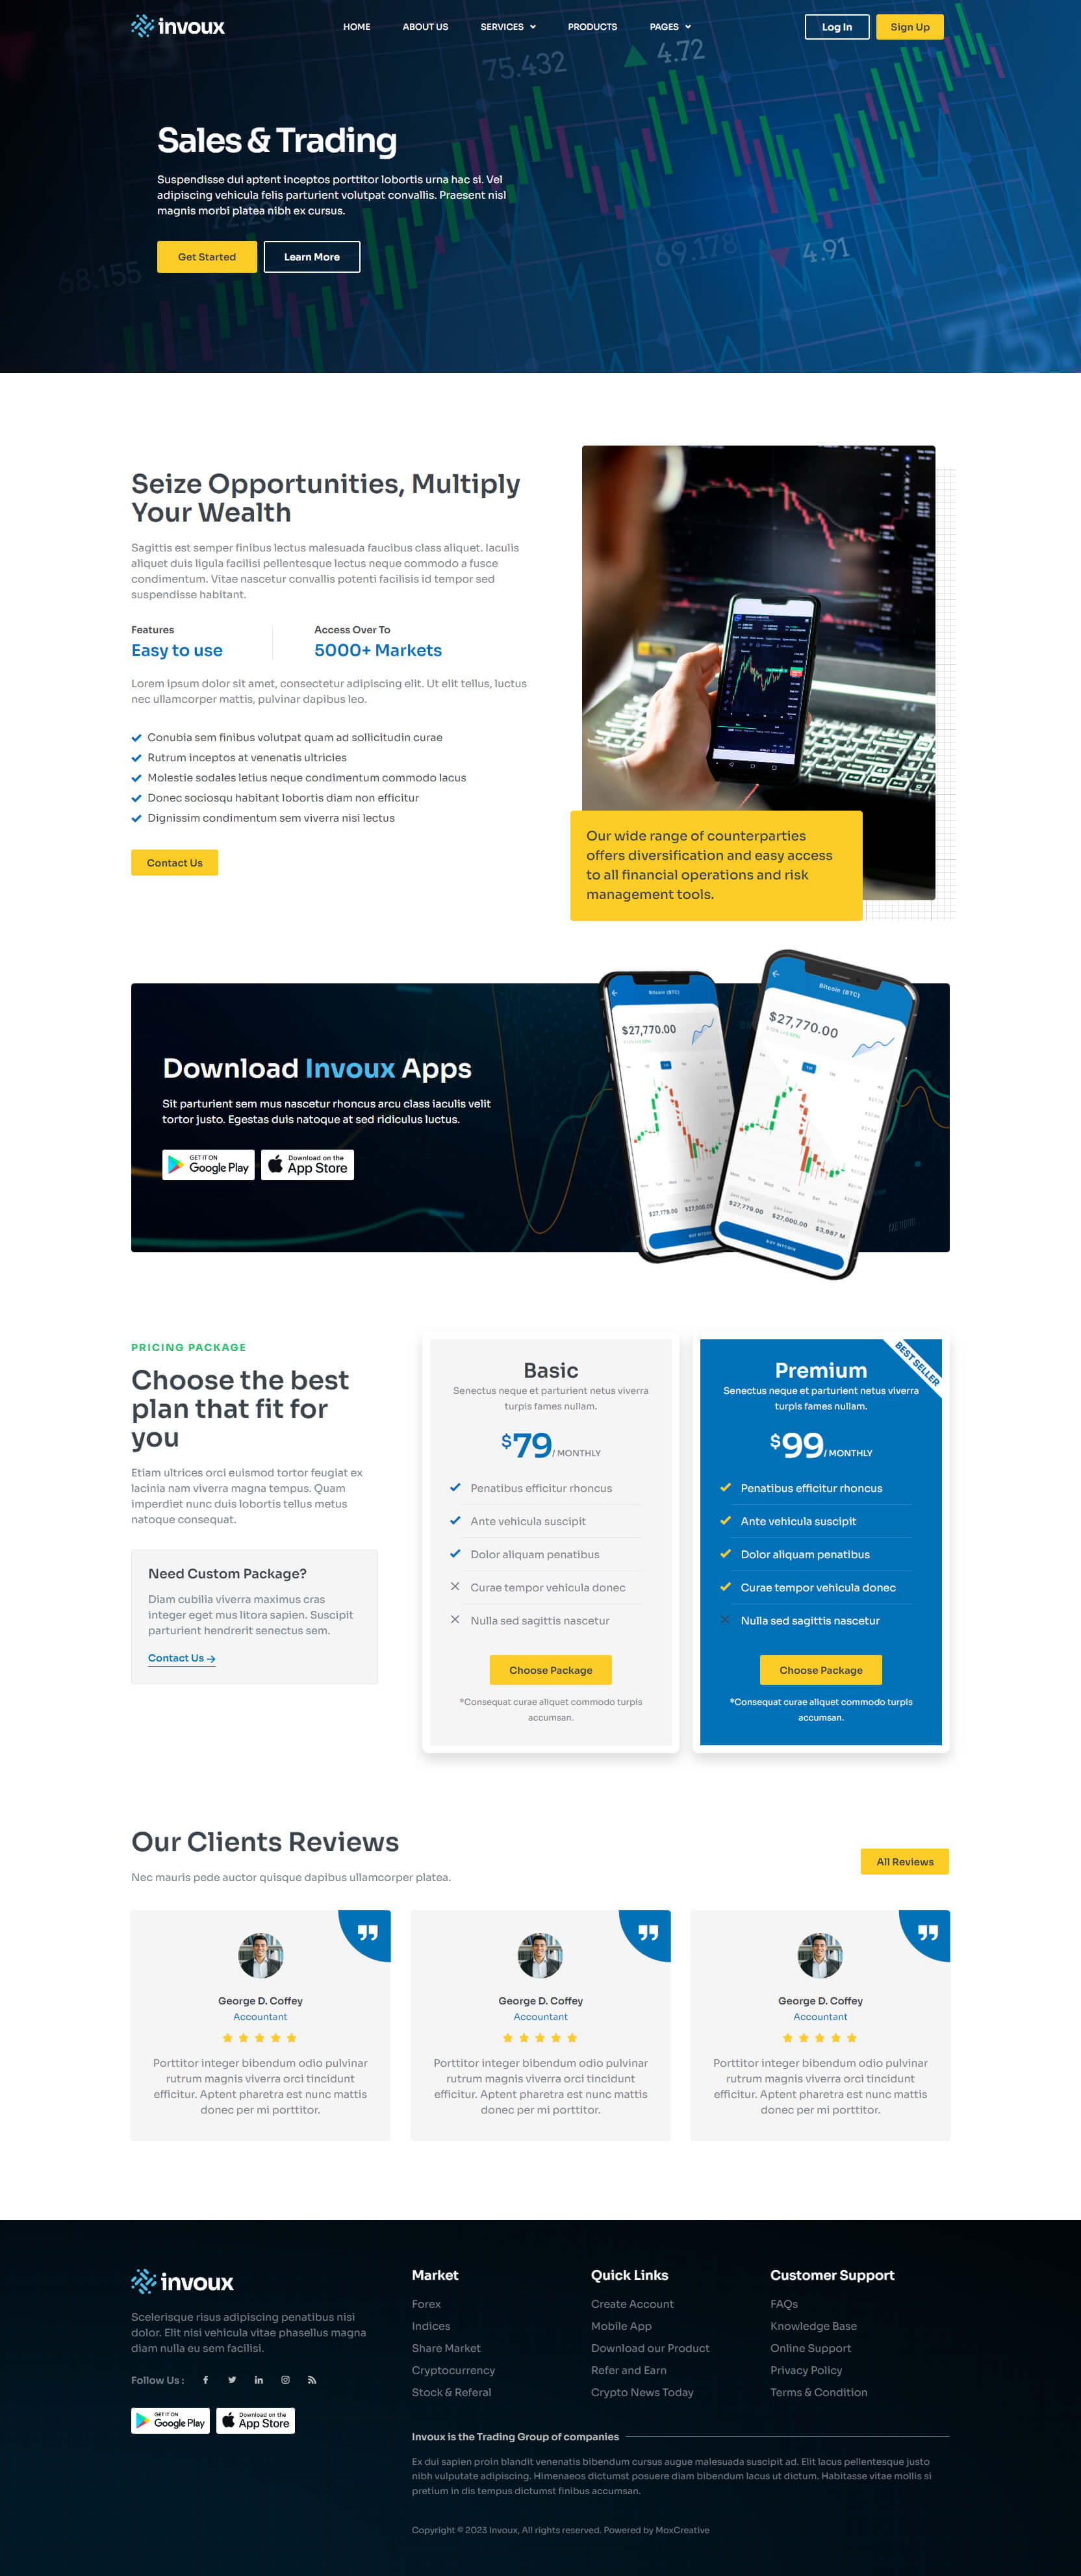 invoux
HOME
ABOUT US
SERVICES
PRODUCTS
PAGES
Log In
Sign Up
75.432
4.72
Sales & Trading
Suspendisse dui aptent inceptos porttitor lobortis urna hac si. Vel
adipiscing vehicula felis parturient volutpat convallis. Praesent nisl
magnis morbi platea nibh ex cursus.
69.178
4.91
68.155
Get Started
Learn More
75.
Seize Opportunities, Multiply
Your Wealth
Sagittis est semper finibus lectus malesuada faucibus class aliquet. Iaculis
aliquet duis ligula facilisi pellentesque lectus neque commodo a fusce
condimentum. Vitae nascetur convallis potenti facilisis id tempor sed
suspendisse habitant.
Features
Easy to use
Access Over To
5000+ Markets
Lorem ipsum dolor sit amet, consectetur adipiscing elit. Ut elit tellus, luctus
nec ullamcorper mattis, pulvinar dapibus leo.
Conubia sem finibus volutpat quam ad sollicitudin curae
Rutrum inceptos at venenatis ultricies
Molestie sodales letius neque condimentum commodo lacus
Donec sociosqu habitant lobortis diam non efficitur
Dignissim condimentum sem viverra nisi lectus
Contact Us
Our wide range of counterparties
offers diversification and easy access
to all financial operations and risk
management tools.
Download Invoux Apps
Sit parturient sem mus nascetur rhoncus arcu class iaculis velit
tortor justo. Egestas duis natoque at sed ridiculus luctus.
GET IT ON
Google Play
Download on the
App Store
Bitcoin (BTC)
$27,770.00
$27,770.00
$27,000.00
BUY BITCOIN
Bitcoin (BTC)
$27,770.00
$27,770.00
$27,000.00
$3,987 M
BUY BITCOIN
PRICING PACKAGE
Choose the best
plan that fit for
you
Etiam ultrices orci euismod tortor feugiat ex
lacinia nam viverra magna tempus. Quam
imperdiet nunc duis lobortis tellus metus
natoque consequat.
Need Custom Package?
Diam cubilia viverra maximus cras
integer eget mus litora sapien. Suscipit
parturient hendrerit senectus sem.
Contact Us
Basic
Senectus neque et parturient netus viverra
turpis fames nullam.
$79/ MONTHLY
Penatibus efficitur rhoncus
Ante vehicula suscipit
Dolor aliquam penatibus
Curae tempor vehicula donec
Nulla sed sagittis nascetur
Choose Package
*Consequat curae aliquet commodo turpis
accumsan.
BEST SELLER
Premium
Senectus neque et parturient netus viverra
turpis fames nullam.
$99/ MONTHLY
Penatibus efficitur rhoncus
Ante vehicula suscipit
Dolor aliquam penatibus
Curae tempor vehicula donec
Nulla sed sagittis nascetur
Choose Package
*Consequat curae aliquet commodo turpis
accumsan.
Our Clients Reviews
Nec mauris pede auctor quisque dapibus ullamcorper platea.
All Reviews
George D. Coffey
Accountant
Porttitor integer bibendum odio pulvinar
rutrum magnis viverra orci tincidunt
efficitur. Aptent pharetra est nunc mattis
donec per mi porttitor.
George D. Coffey
Accountant
Porttitor integer bibendum odio pulvinar
rutrum magnis viverra orci tincidunt
efficitur. Aptent pharetra est nunc mattis
donec per mi porttitor.
George D. Coffey
Accountant
Porttitor integer bibendum odio pulvinar
rutrum magnis viverra orci tincidunt
efficitur. Aptent pharetra est nunc mattis
donec per mi porttitor.
invoux
Scelerisque risus adipiscing penatibus nisi
dolor. Elit nisi vehicula vitae phasellus magna
diam nulla eu sem facilisi.
Follow Us :
GET IT ON
Google Play
Download on the
App Store
Market
Forex
Indices
Share Market
Cryptocurrency
Stock & Referal
Quick Links
Create Account
Mobile App
Download our Product
Refer and Earn
Crypto News Today
Customer Support
FAQs
Knowledge Base
Online Support
Privacy Policy
Terms & Condition
Invoux is the Trading Group of companies
Ex dui sapien proin blandit venenatis bibendum cursus augue malesuada suscipit ad. Elit lacus pellentesque justo
nibh vulputate adipiscing. Himenaeos dictumst posuere diam bibendum lacus ut dictum. Habitasse vitae mollis si
pretium in dis tempus dictumst finibus accumsan.
Copyright © 2023 Invoux, All rights reserved. Powered by MoxCreative